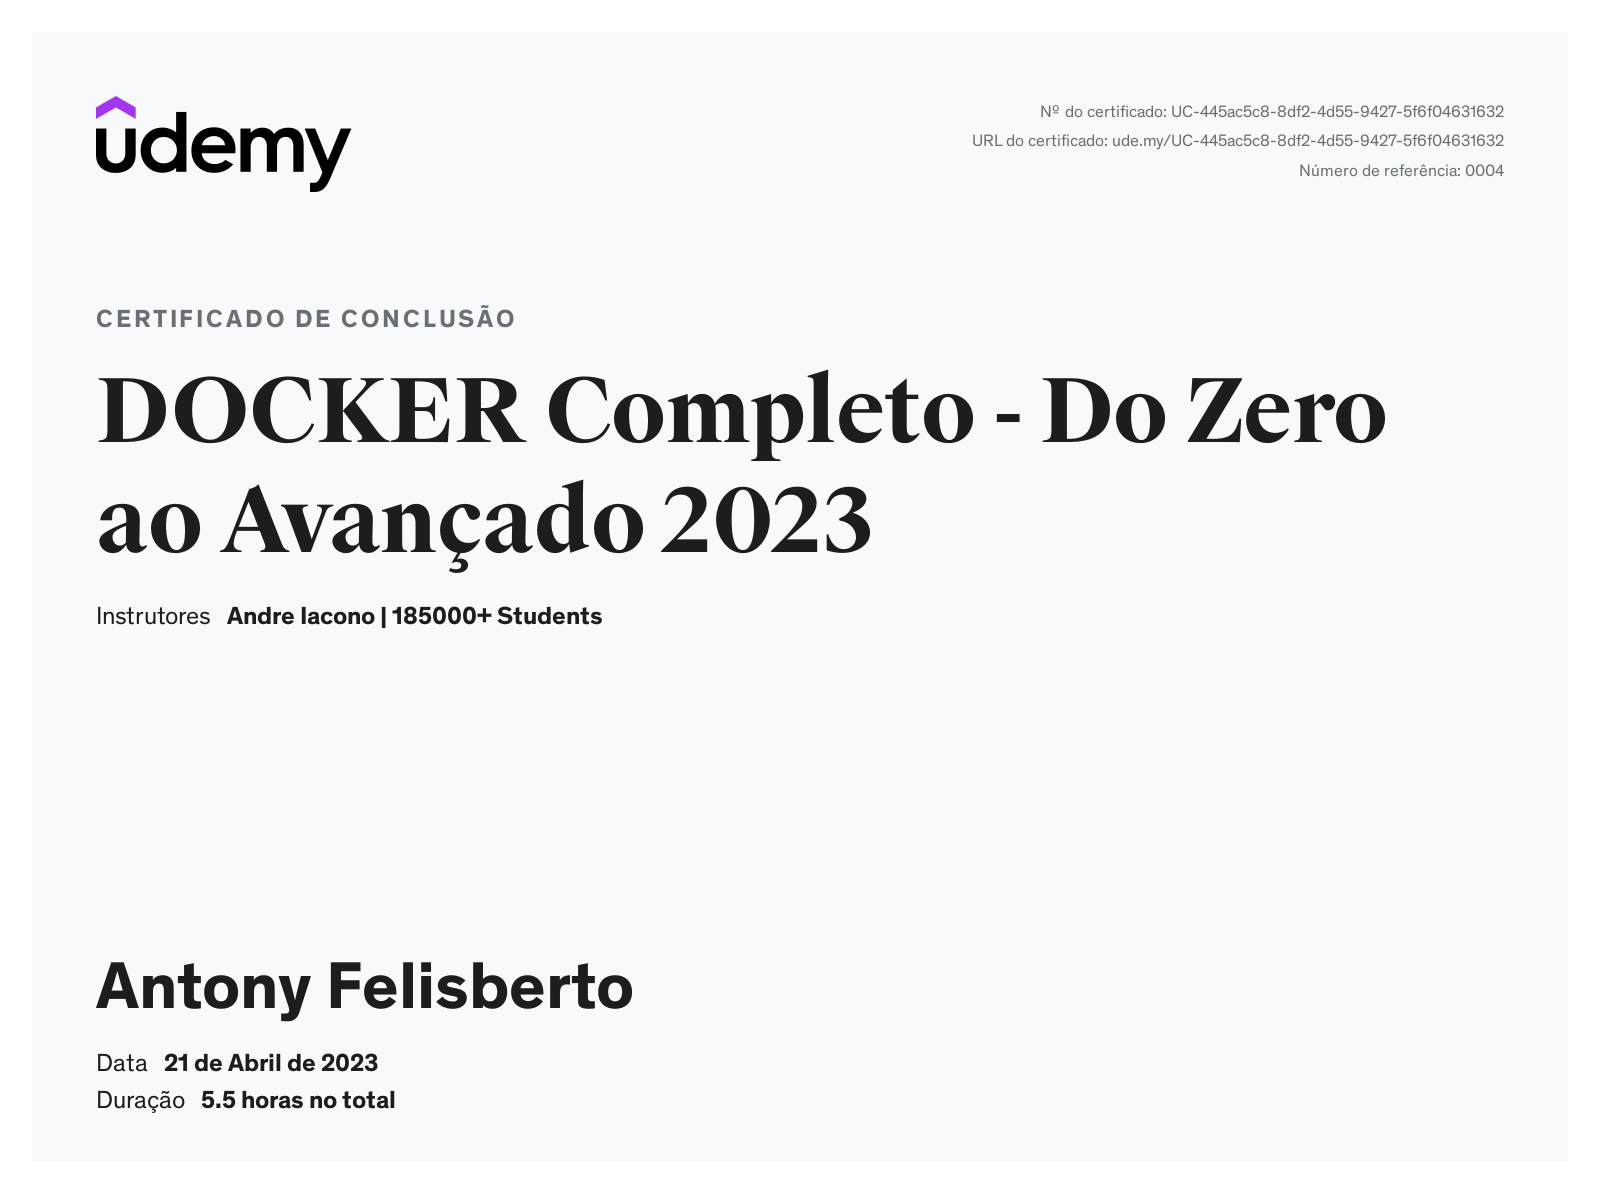 udemy
Nº do certificado: UC-445ac5c8-8df2-4d55-9427-5f6f04631632
URL do certificado: ude.my/UC-445ac5c8-8df2-4d55-9427-5f6f04631632
Número de referência: 0004
CERTIFICADO DE CONCLUSÃO
DOCKER Completo - Do Zero
ao Avançado 2023
Instrutores Andre Iacono | 185000+ Students
Antony Felisberto
Data 21 de Abril de 2023
Duração 5.5 horas no total